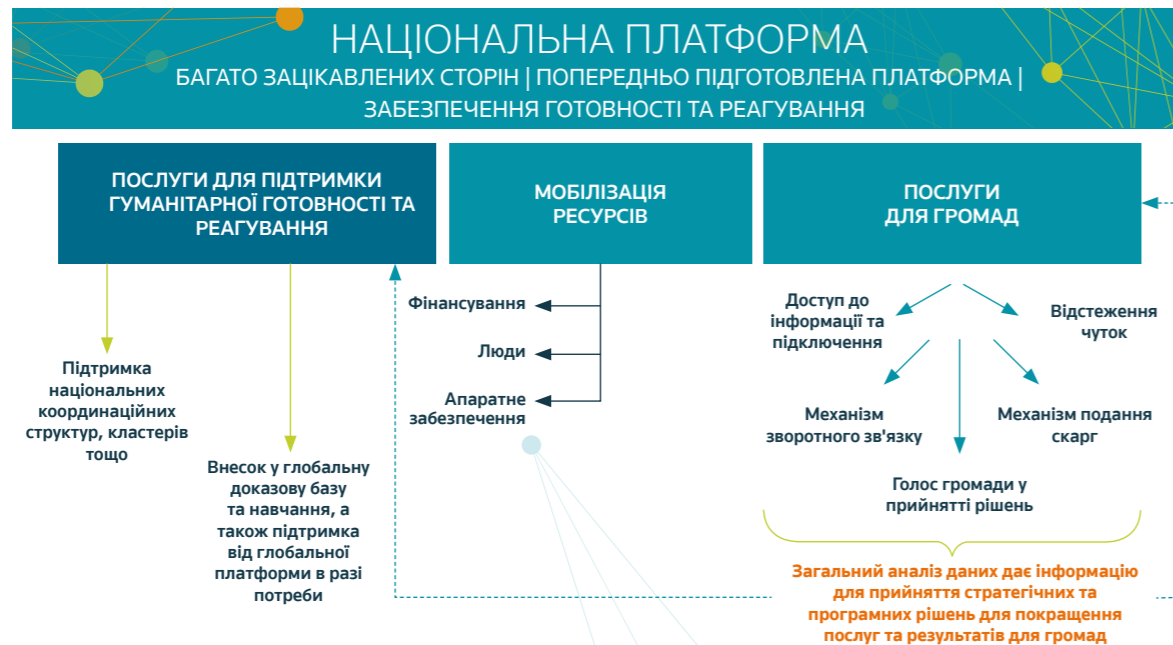 НАЦІОНАЛЬНА ПЛАТФОРМА
БАГАТО ЗАЦІКАВЛЕНИХ СТОРІН | ПОПЕРЕДНЬО ПІДГОТОВЛЕНА ПЛАТФОРМА |
ЗАБЕЗПЕЧЕННЯ ГОТОВНОСТІ ТА РЕАГУВАННЯ
ПОСЛУГИ ДЛЯ ПІДТРИМКИ
ГУМАНІТАРНОЇ ГОТОВНОСТІ ТА
РЕАГУВАННЯ
МОБІЛІЗАЦІЯ
РЕСУРСІВ
ПОСЛУГИ
ДЛЯ ГРОМАД
Підтримка
національних
координаційних
структур, кластерів
тощо
Внесок у глобальну
доказову базу
та навчання, а
також підтримка
від глобальної
платформи в разі
потреби
Фінансування
Люди
Апаратне
забезпечення
Доступ до
інформації та
підключення
Відстеження
чуток
Механізм
зворотного зв'язку
Механізм подання
скарг
Голос громади у
прийнятті рішень
Загальний аналіз даних дає інформацію
для прийняття стратегічних та
програмних рішень для покращення
послуг та результатів для громад